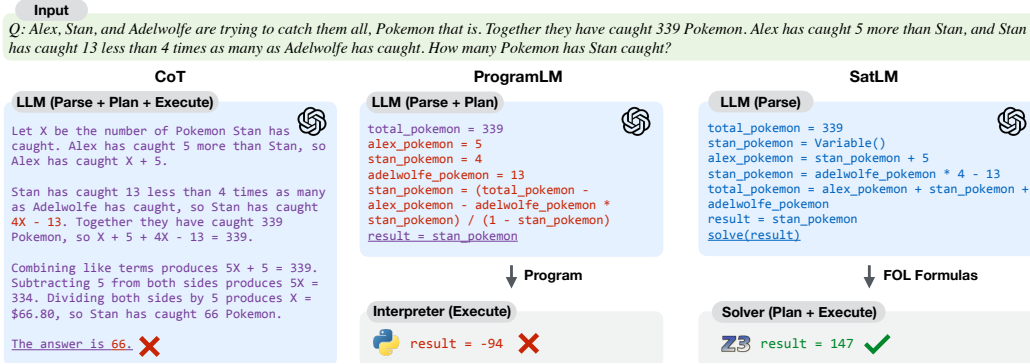 Input
Q: Alex, Stan, and Adelwolfe are trying to catch them all, Pokemon that is. Together they have caught 339 Pokemon. Alex has caught 5 more than Stan, and Stan
has caught 13 less than 4 times as many as Adelwolfe has caught. How many Pokemon has Stan caught?
CoT
LLM (Parse + Plan + Execute)
Let X be the number of Pokemon Stan has
caught. Alex has caught 5 more than Stan, so
Alex has caught X + 5.
Stan has caught 13 less than 4 times as many
as Adelwolfe has caught, so Stan has caught
4X - 13. Together they have caught 339
Pokemon, so X + 5 + 4X - 13 = 339.
Combining like terms produces 5X + 5 = 339.
Subtracting 5 from both sides produces 5X =
334. Dividing both sides by 5 produces X =
$66.80, so Stan has caught 66 Pokemon.
The answer is 66.
ProgramLM
LLM (Parse + Plan)
total_pokemon = 339
alex_pokemon = 5
stan_pokemon = 4
adelwolfe_pokemon = 13
stan_pokemon = (total_pokemon -
alex_pokemon - adelwolfe_pokemon *
stan_pokemon) / (1 - stan_pokemon)
result = stan_pokemon
Program
Interpreter (Execute)
result = -94
SatLM
LLM (Parse)
total_pokemon = 339
stan_pokemon = Variable()
alex_pokemon = stan_pokemon + 5
stan_pokemon = adelwolfe_pokemon * 4 - 13
total_pokemon = alex_pokemon + stan_pokemon +
adelwolfe_pokemon
result = stan_pokemon
solve(result)
FOL Formulas
Solver (Plan + Execute)
Z3 result = 147